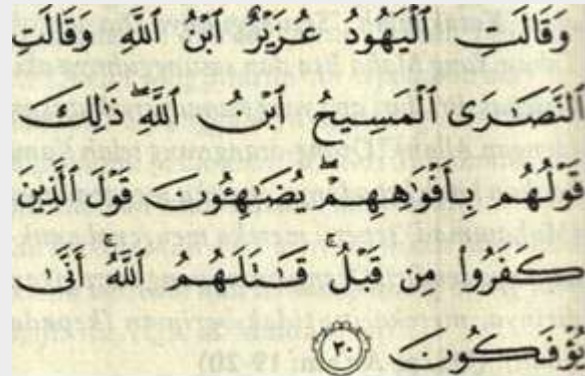 وَقَالَتِ ٱلْيَهُودُ عُزَيْرٌ ٱبْنُ ٱللَّهِ وَقَالَتِ
ٱلنَّصَٰرَى ٱلْمَسِيحُ ٱبْنُ ٱللَّهِۖ ذَٰلِكَ
قَوْلُهُم بِأَفْوَٰهِهِمْۖ يُضَٰهِـُٔونَ قَوْلَ ٱلَّذِينَ
كَفَرُوا۟ مِن قَبْلُۚ قَٰتَلَهُمُ ٱللَّهُۚ أَنَّىٰ
يُؤْفَكُونَ ٣٠